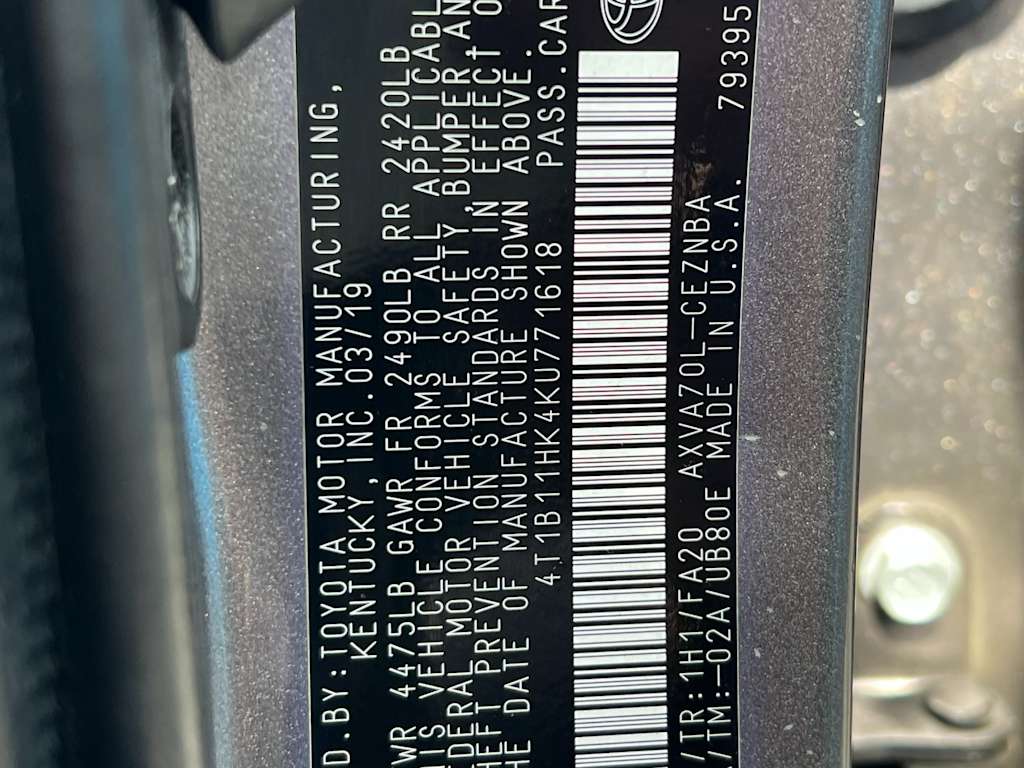 D.BY:TOYOTA MOTOR MANUFACTURING,
KENTUCKY,INC.03/19
WR 4475LB GAWR FR 2490LB RR 2420LB
IS VEHICLE CONFORMS TO ALL APPLICABL
DERAL MOTOR VEHICLE SAFETY,BUMPER AN
HEFT PREVENTION STANDARDS IN EFFECT O
HE DATE OF MANUFACTURE SHOWN ABOVE.
4T1B11HK4KU771618 PASS.CAR
/TR:1H1/FA20 AXVA70L-CEZNBA
/TM:-02A/UB80E MADE IN U.S.A. 79395